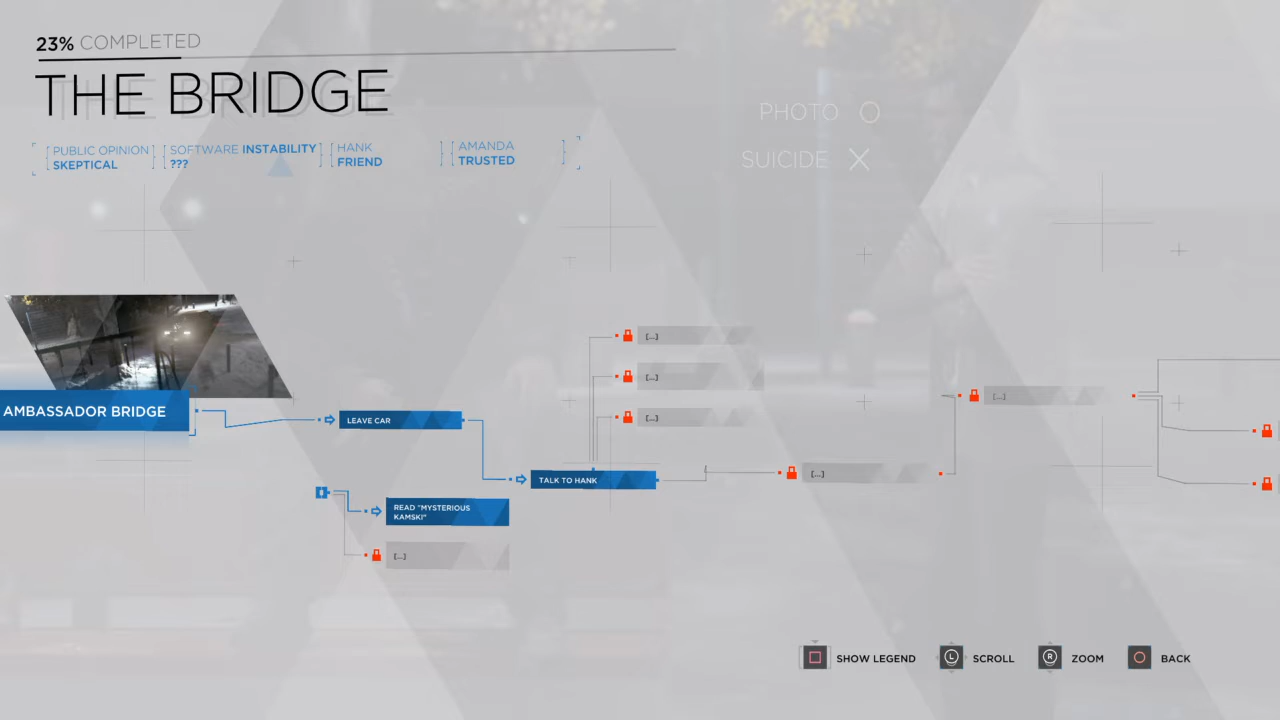 23% COMPLETED
THE BRIDGE
PUBLIC OPINION
SKEPTICAL
SOFTWARE INSTABILITY
???
HANK
FRIEND
AMANDA
TRUSTED
PHOTO
SUICIDE
[...]
[...]
[...]
[...]
AMBASSADOR BRIDGE
LEAVE CAR
TALK TO HANK
[...]
READ "MYSTERIOUS
KAMSKI"
[...]
SHOW LEGEND
L
SCROLL
R
ZOOM
BACK